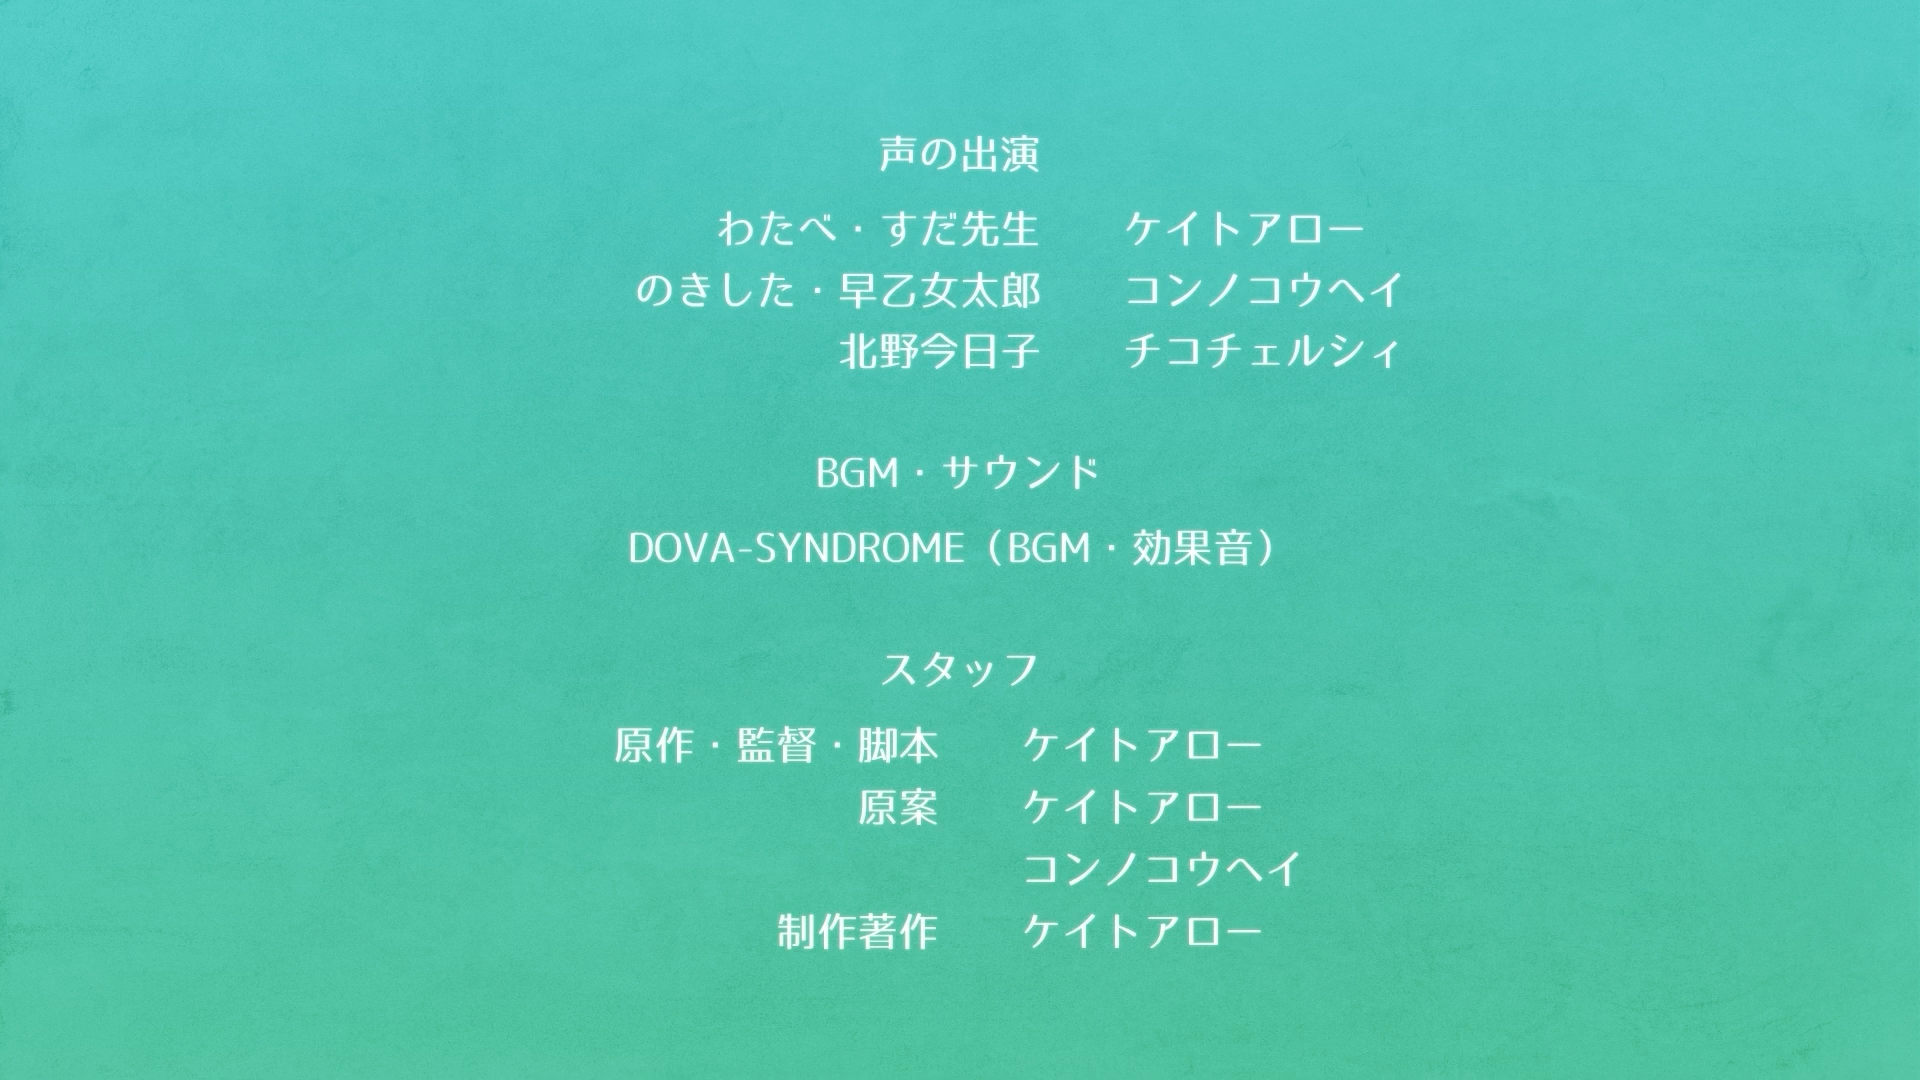 声の出演
わたべ・すだ先生　　ケイトアロー
のきした・早乙女太郎　　コンノコウヘイ
北野今日子　　チコチェルシィ
BGM・サウンド
DOVA-SYNDROME（BGM・効果音）
スタッフ
原作・監督・脚本　　ケイトアロー
原案　　ケイトアロー
コンノコウヘイ
制作著作　　ケイトアロー